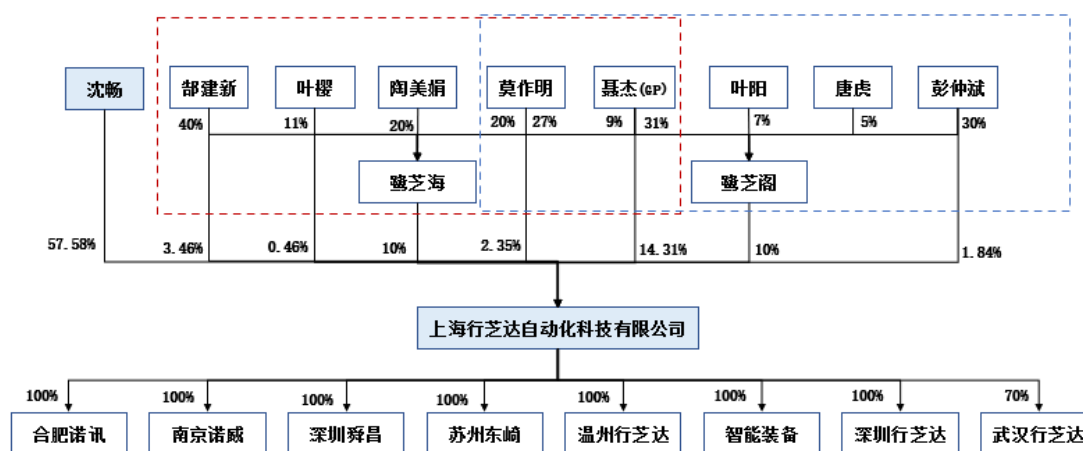 沈畅
郜建新
叶摆
陶美娟
莫作明
聂杰(GP)
叶阳
唐虎
彭仲斌
40%
11%
20%
20%
27%
9%
31%
7%
5%
30%
鹭芝海
鹭芝阁
57.58%
3.46%
0.46%
10%
2.35%
14.31%
10%
1.84%
上海行芝达自动化科技有限公司
100%
100%
100%
100%
100%
100%
100%
70%
合肥诺讯
南京诺威
深圳舜昌
苏州东崎
温州行芝达
智能装备
深圳行芝达
武汉行芝达